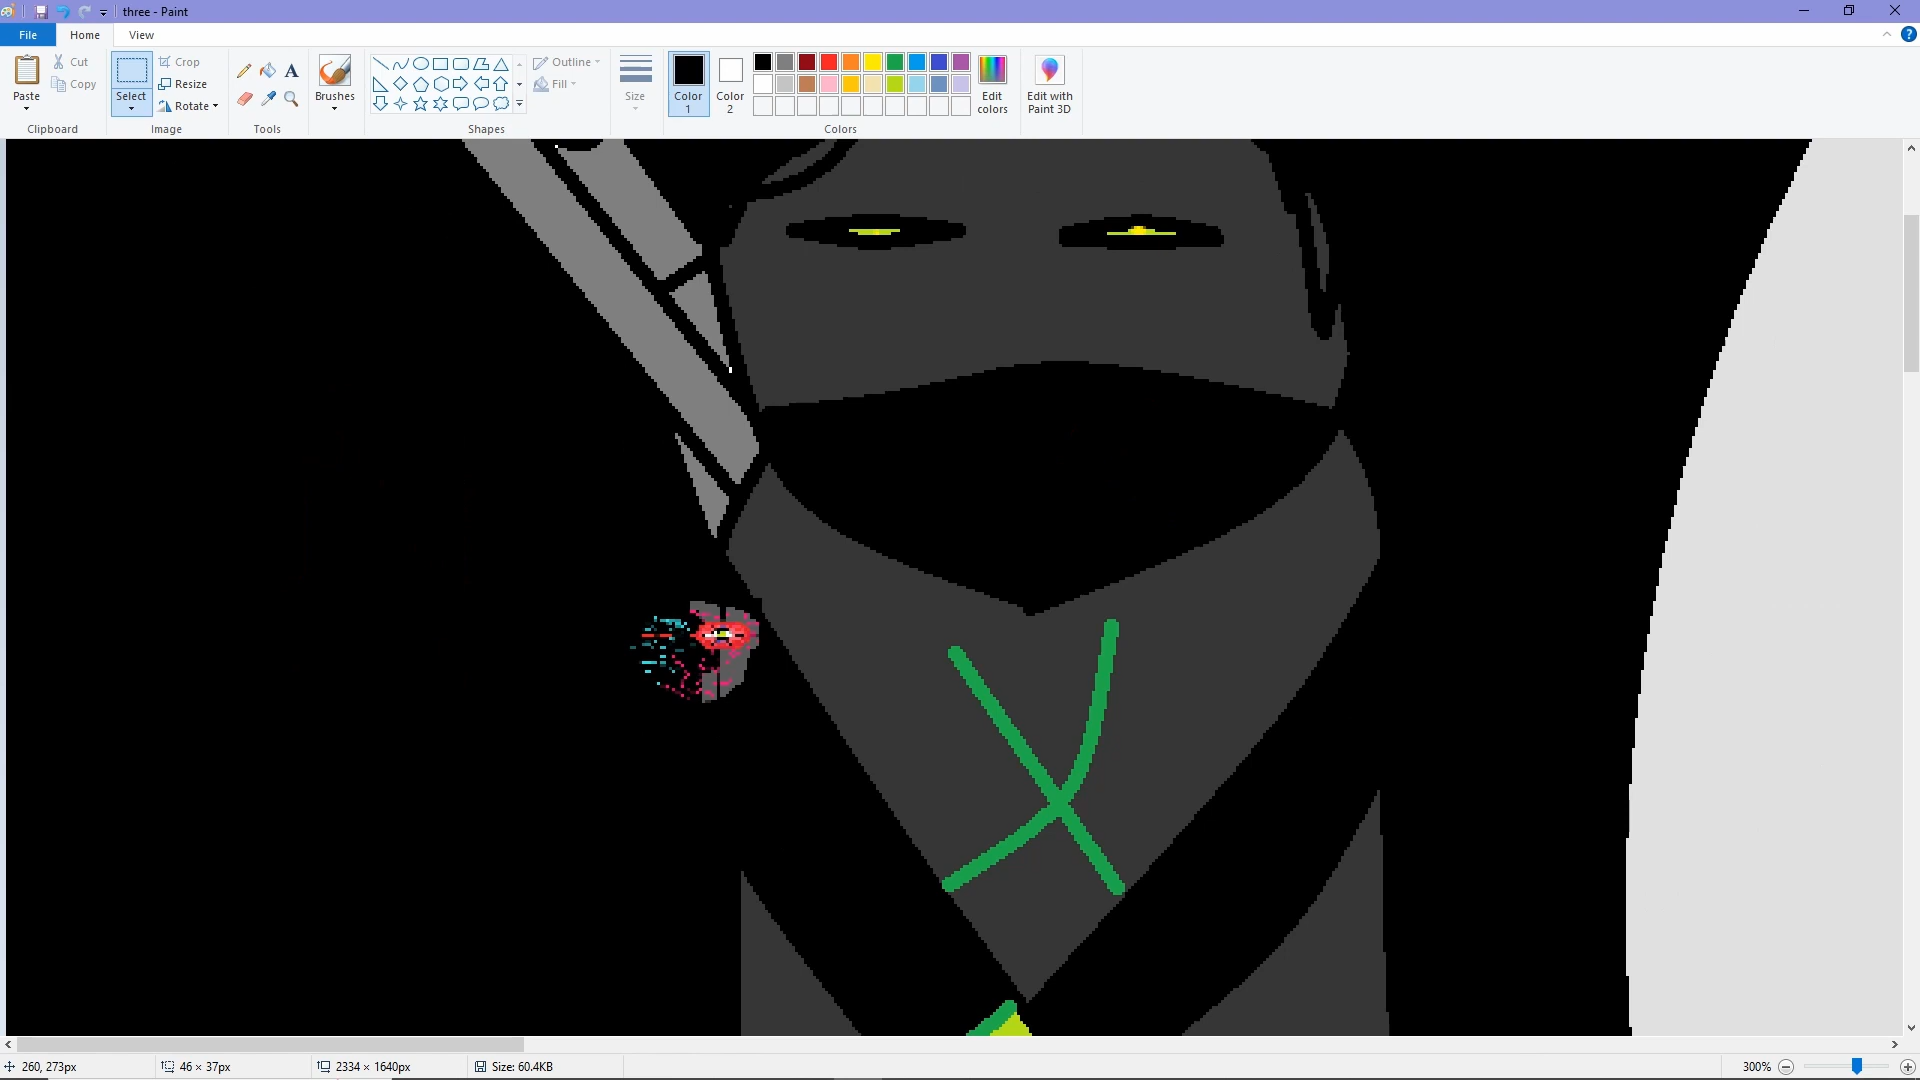 three - Paint
File Home View
Paste
Cut
Copy
Clipboard
Select
Crop
Resize
Rotate
Image
A
Tools
Brushes
Shapes
Outline
Fill
Size
Color 1
Color 2
Colors
Edit colors
Edit with Paint 3D
?
260, 273px
46 × 37px
2334 × 1640px
Size: 60.4KB
300%